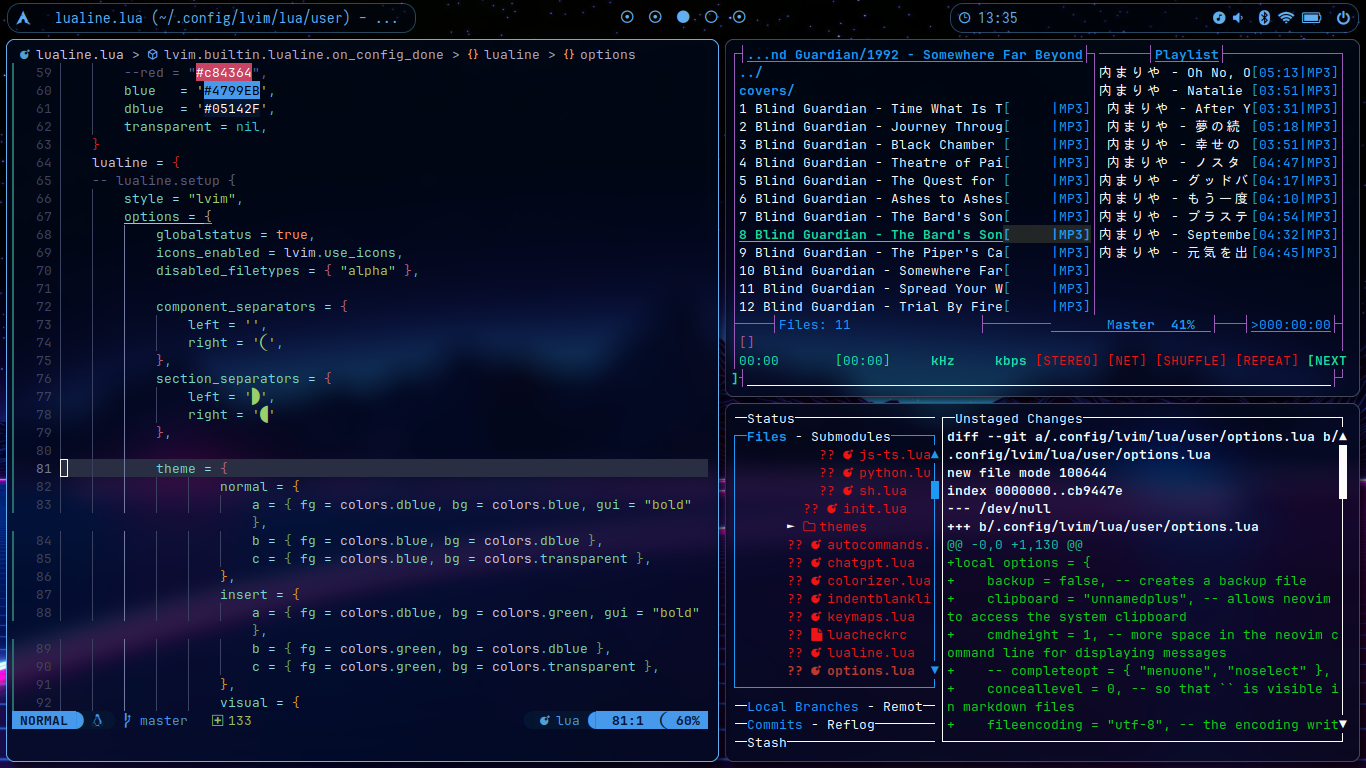 lualine.lua (~/.config/lvim/lua/user) - ...
13:35
lualine.lua > lvim.builtin.lualine.on_config_done > {} lualine > {} options
59 --red = "#c84364",
60 blue = '#4799EB',
61 dblue = '#05142F',
62 transparent = nil,
63 }
64 lualine = {
65 -- lualine.setup {
66 style = "lvim",
67 options = {
68 globalstatus = true,
69 icons_enabled = lvim.use_icons,
70 disabled_filetypes = { "alpha" },
71
72 component_separators = {
73 left = '',
74 right = '(',
75 },
76 section_separators = {
77 left = '',
78 right = ''
79 },
80
81 theme = {
82 normal = {
83 a = { fg = colors.dblue, bg = colors.blue, gui = "bold"
},
84 b = { fg = colors.blue, bg = colors.dblue },
85 c = { fg = colors.blue, bg = colors.transparent },
86 },
87 insert = {
88 a = { fg = colors.dblue, bg = colors.green, gui = "bold"
},
89 b = { fg = colors.green, bg = colors.dblue },
90 c = { fg = colors.green, bg = colors.transparent },
91 },
92 visual = {
NORMAL master 133 lua 81:1 60%
...nd Guardian/1992 - Somewhere Far Beyond
../
covers/
1 Blind Guardian - Time What Is T[ |MP3]
2 Blind Guardian - Journey Throug[ |MP3]
3 Blind Guardian - Black Chamber [ |MP3]
4 Blind Guardian - Theatre of Pai[ |MP3]
5 Blind Guardian - The Quest for [ |MP3]
6 Blind Guardian - Ashes to Ashes[ |MP3]
7 Blind Guardian - The Bard's Son[ |MP3]
8 Blind Guardian - The Bard's Son[ |MP3]
9 Blind Guardian - The Piper's Ca[ |MP3]
10 Blind Guardian - Somewhere Far[ |MP3]
11 Blind Guardian - Spread Your W[ |MP3]
12 Blind Guardian - Trial By Fire[ |MP3]
Playlist
内まりや - Oh No, O[05:13|MP3]
内まりや - Natalie [03:51|MP3]
内まりや - After Y[03:31|MP3]
内まりや - 夢の続 [05:18|MP3]
内まりや - 幸せの [03:51|MP3]
内まりや - ノスタ [04:47|MP3]
内まりや - グッドバ[04:17|MP3]
内まりや - もう一度[04:10|MP3]
内まりや - プラステ[04:54|MP3]
内まりや - Septembe[04:32|MP3]
内まりや - 元気を出[04:45|MP3]
Files: 11 Master 41% >000:00:00
[]
00:00 [00:00] kHz kbps [STEREO] [NET] [SHUFFLE] [REPEAT] [NEXT
]
Status
Files - Submodules
?? js-ts.lua
?? python.lu
?? sh.lua
?? init.lua
themes
?? autocommands.
?? chatgpt.lua
?? colorizer.lua
?? indentblankli
?? keymaps.lua
?? luacheckrc
?? lualine.lua
?? options.lua
Local Branches - Remot
Commits - Reflog
Stash
Unstaged Changes
diff --git a/.config/lvim/lua/user/options.lua b/
.config/lvim/lua/user/options.lua
new file mode 100644
index 0000000..cb9447e
--- /dev/null
+++ b/.config/lvim/lua/user/options.lua
@@ -0,0 +1,130 @@
+local options = {
+ backup = false, -- creates a backup file
+ clipboard = "unnamedplus", -- allows neovim
to access the system clipboard
+ cmdheight = 1, -- more space in the neovim c
ommand line for displaying messages
+ -- completeopt = { "menuone", "noselect" },
+ conceallevel = 0, -- so that `` is visible i
n markdown files
+ fileencoding = "utf-8", -- the encoding writ